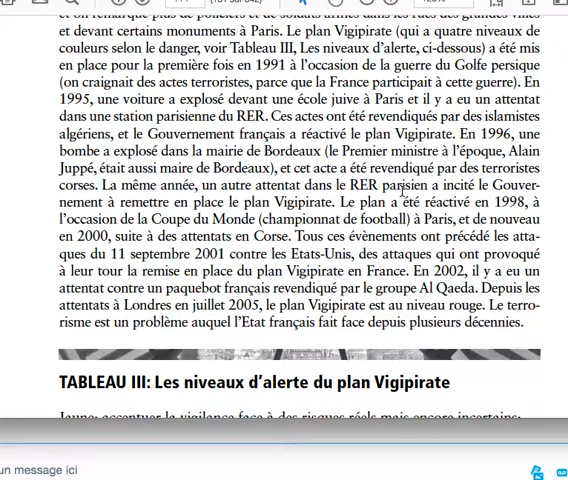 et on remarque plus de policiers et de soldats armés dans les rues des grandes villes
et devant certains monuments à Paris. Le plan Vigipirate (qui a quatre niveaux de
couleurs selon le danger, voir Tableau III, Les niveaux d'alerte, ci-dessous) a été mis
en place pour la première fois en 1991 à l'occasion de la guerre du Golfe persique
(on craignait des actes terroristes, parce que la France participait à cette guerre). En
1995, une voiture a explosé devant une école juive à Paris et il y a eu un attentat
dans une station parisienne du RER. Ces actes ont été revendiqués par des islamistes
algériens, et le Gouvernement français a réactivé le plan Vigipirate. En 1996, une
bombe a explosé dans la mairie de Bordeaux (le Premier ministre à l'époque, Alain
Juppé, était aussi maire de Bordeaux), et cet acte a été revendiqué par des terroristes
corses. La même année, un autre attentat dans le RER parisien a incité le Gouver-
nement à remettre en place le plan Vigipirate. Le plan a été réactivé en 1998, à
l'occasion de la Coupe du Monde (championnat de football) à Paris, et de nouveau
en 2000, suite à des attentats en Corse. Tous ces évènements ont précédé les atta-
ques du 11 septembre 2001 contre les Etats-Unis, des attaques qui ont provoqué
à leur tour la remise en place du plan Vigipirate en France. En 2002, il y a eu un
attentat contre un paquebot français revendiqué par le groupe Al Qaeda. Depuis les
attentats à Londres en juillet 2005, le plan Vigipirate est au niveau rouge. Le terro-
risme est un problème auquel l'Etat français fait face depuis plusieurs décennies.
TABLEAU III: Les niveaux d'alerte du plan Vigipirate
Jaune: accentuer la vigilance face à des risques réels mais encore incertains;
un message ici